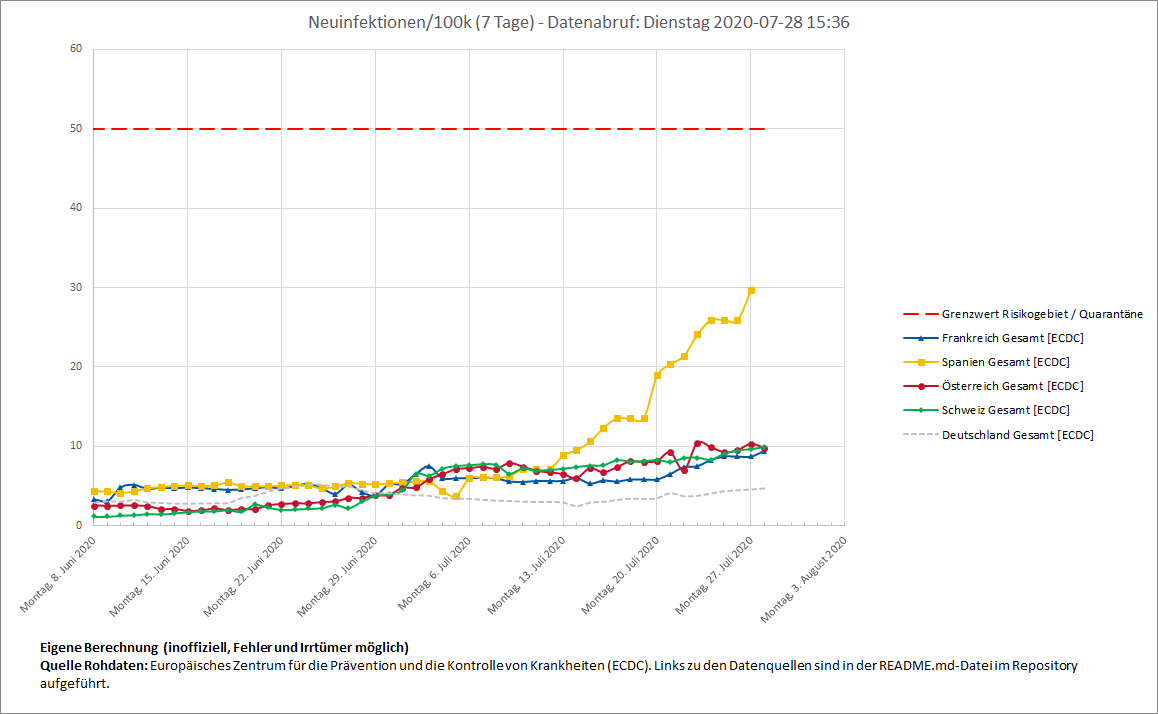 Neuinfektionen/100k (7 Tage) - Datenabruf: Dienstag 2020-07-28 15:36
60
50
40
30
20
10
0
Montag, 8. Juni 2020
Montag, 15. Juni 2020
Montag, 22. Juni 2020
Montag, 29. Juni 2020
Montag, 6. Juli 2020
Montag, 13. Juli 2020
Montag, 20. Juli 2020
Montag, 27. Juli 2020
Montag, 3. August 2020
Grenzwert Risikogebiet / Quarantäne
Frankreich Gesamt [ECDC]
Spanien Gesamt [ECDC]
Österreich Gesamt [ECDC]
Schweiz Gesamt [ECDC]
Deutschland Gesamt [ECDC]
Eigene Berechnung (inoffiziell, Fehler und Irrtümer möglich)
Quelle Rohdaten: Europäisches Zentrum für die Prävention und die Kontrolle von Krankheiten (ECDC). Links zu den Datenquellen sind in der README.md-Datei im Repository
aufgeführt.